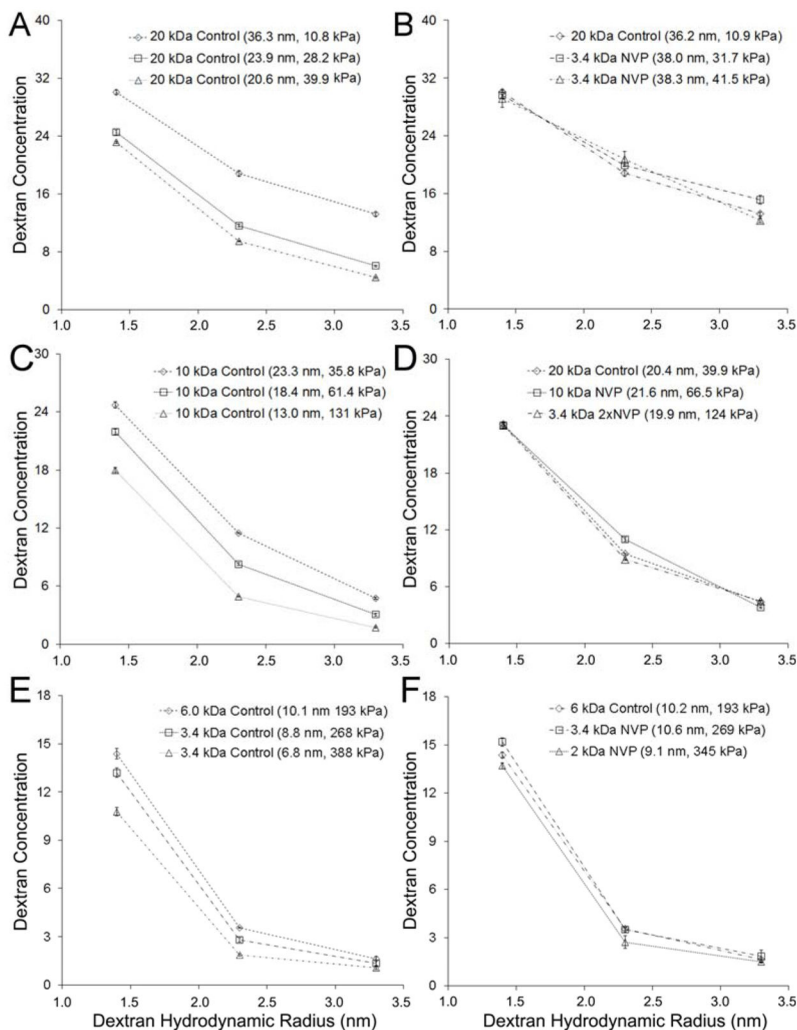 A
20 kDa Control (36.3 nm, 10.8 kPa)
20 kDa Control (23.9 nm, 28.2 kPa)
20 kDa Control (20.6 nm, 39.9 kPa)
Dextran Concentration
40
32
24
16
8
0
1.0 1.5 2.0 2.5 3.0 3.5
B
20 kDa Control (36.2 nm, 10.9 kPa)
3.4 kDa NVP (38.0 nm, 31.7 kPa)
3.4 kDa NVP (38.3 nm, 41.5 kPa)
Dextran Concentration
40
32
24
16
8
0
1.0 1.5 2.0 2.5 3.0 3.5
C
10 kDa Control (23.3 nm, 35.8 kPa)
10 kDa Control (18.4 nm, 61.4 kPa)
10 kDa Control (13.0 nm, 131 kPa)
Dextran Concentration
30
24
18
12
6
0
1.0 1.5 2.0 2.5 3.0 3.5
D
20 kDa Control (20.4 nm, 39.9 kPa)
10 kDa NVP (21.6 nm, 66.5 kPa)
3.4 kDa 2xNVP (19.9 nm, 124 kPa)
Dextran Concentration
30
24
18
12
6
0
1.0 1.5 2.0 2.5 3.0 3.5
E
6.0 kDa Control (10.1 nm 193 kPa)
3.4 kDa Control (8.8 nm, 268 kPa)
3.4 kDa Control (6.8 nm, 388 kPa)
Dextran Concentration
18
15
12
9
6
3
0
1.0 1.5 2.0 2.5 3.0 3.5
Dextran Hydrodynamic Radius (nm)
F
6 kDa Control (10.2 nm, 193 kPa)
3.4 kDa NVP (10.6 nm, 269 kPa)
2 kDa NVP (9.1 nm, 345 kPa)
Dextran Concentration
18
15
12
9
6
3
0
1.0 1.5 2.0 2.5 3.0 3.5
Dextran Hydrodynamic Radius (nm)